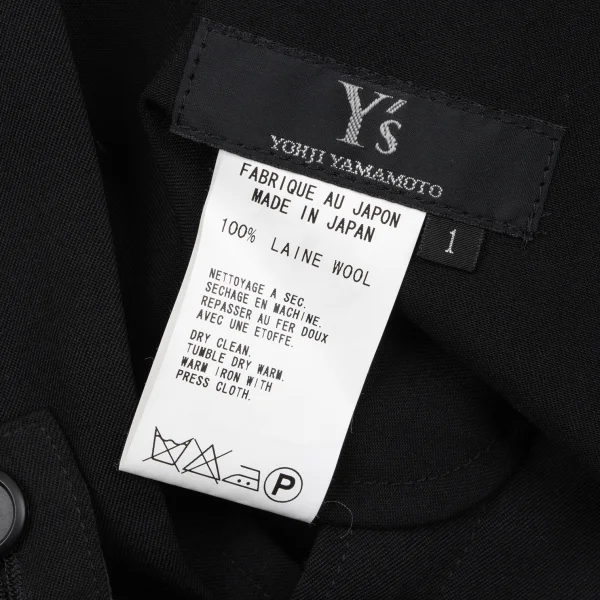 Y's
YOHJI YAMAMOTO
FABRIQUE AU JAPON
MADE IN JAPAN
1
100% LAINE WOOL
NETTOYAGE A SEC.
SECHAGE EN MACHINE.
REPASSER AU FER DOUX
AVEC UNE ETOFFE.
DRY CLEAN.
TUMBLE DRY WARM.
WARM IRON WITH
PRESS CLOTH.
P